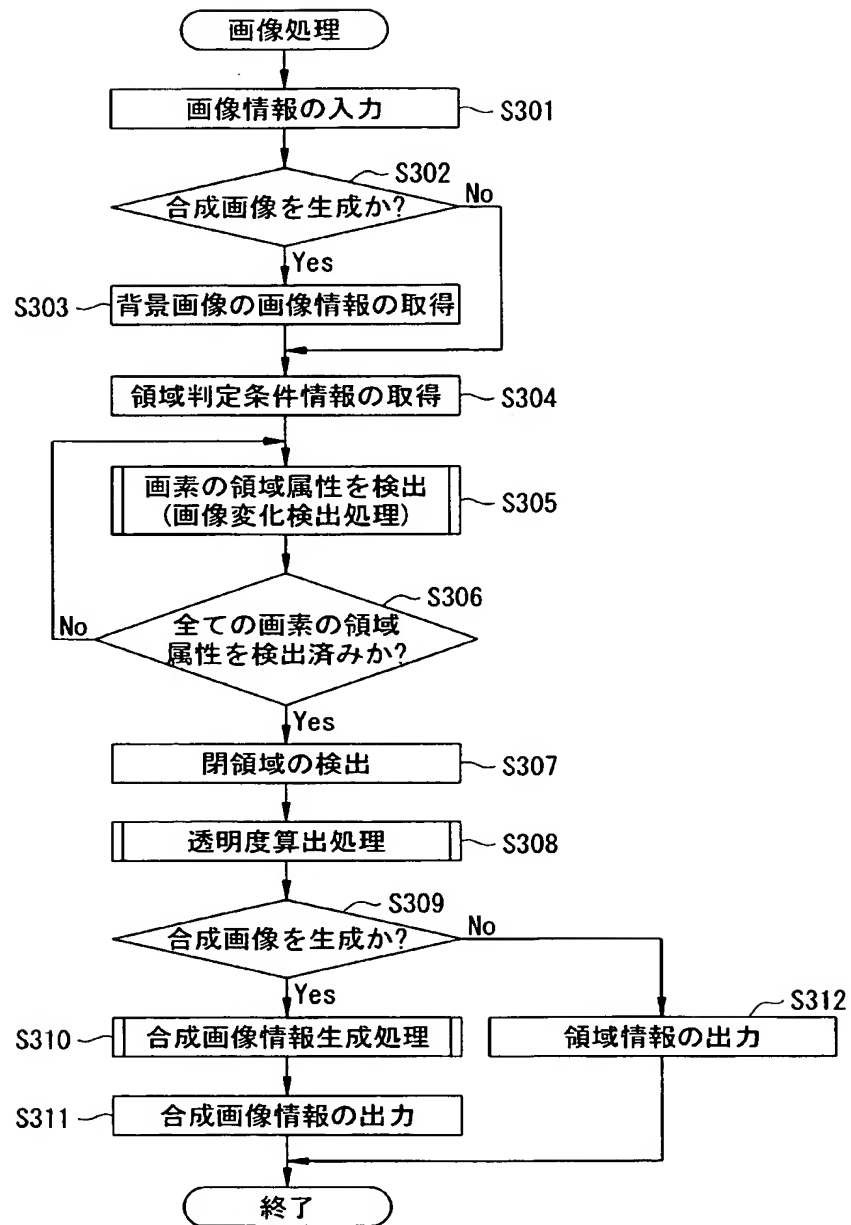 画像処理
画像情報の入力
S301
S302
合成画像を生成か?
No
Yes
S303
背景画像の画像情報の取得
領域判定条件情報の取得
S304
画素の領域属性を検出
(画像変化検出処理)
S305
S306
全ての画素の領域
属性を検出済みか?
No
Yes
閉領域の検出
S307
透明度算出処理
S308
S309
合成画像を生成か?
No
Yes
S310
合成画像情報生成処理
S312
領域情報の出力
S311
合成画像情報の出力
終了